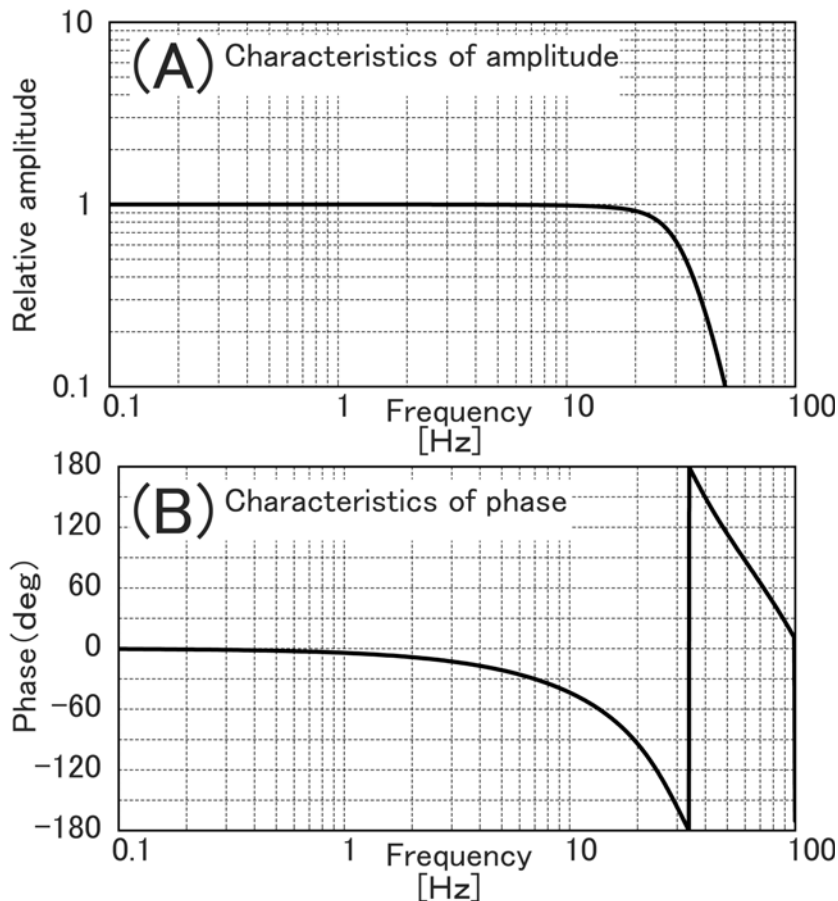 10
(A) Characteristics of amplitude
Relative amplitude
1
0.1
0.1 1 10 100
Frequency
[Hz]
180
(B) Characteristics of phase
120
60
Phase(deg)
0
-60
-120
-180
0.1 1 10 100
Frequency
[Hz]